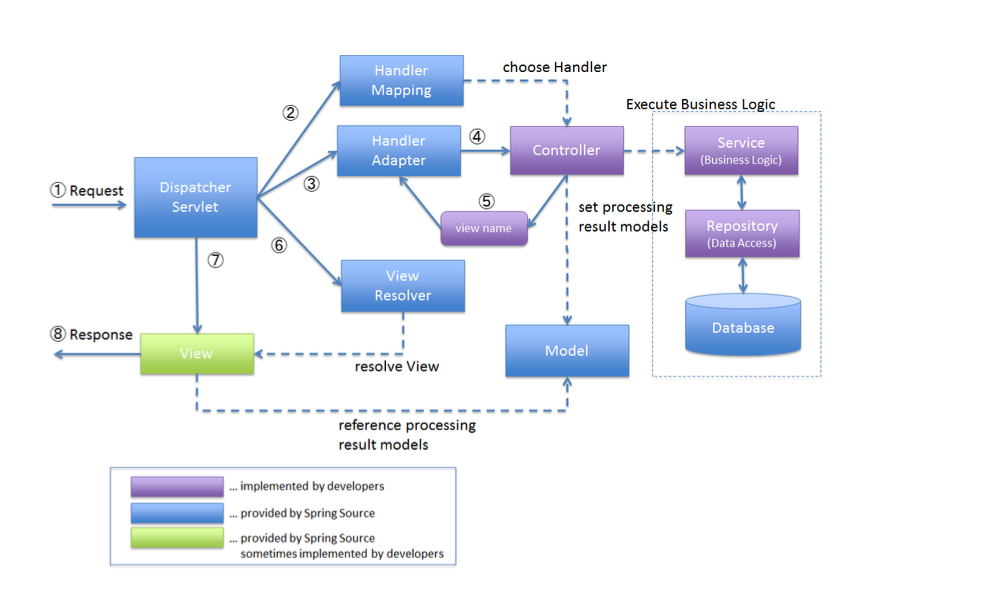 choose Handler
Handler
Mapping
Execute Business Logic
②
Handler
Adapter
④
Controller
Service
(Business Logic)
① Request
Dispatcher
Servlet
③
⑤
view name
set processing
result models
Repository
(Data Access)
⑥
⑦
View
Resolver
Database
⑧ Response
View
Model
resolve View
reference processing
result models
... implemented by developers
... provided by Spring Source
... provided by Spring Source
sometimes implemented by developers